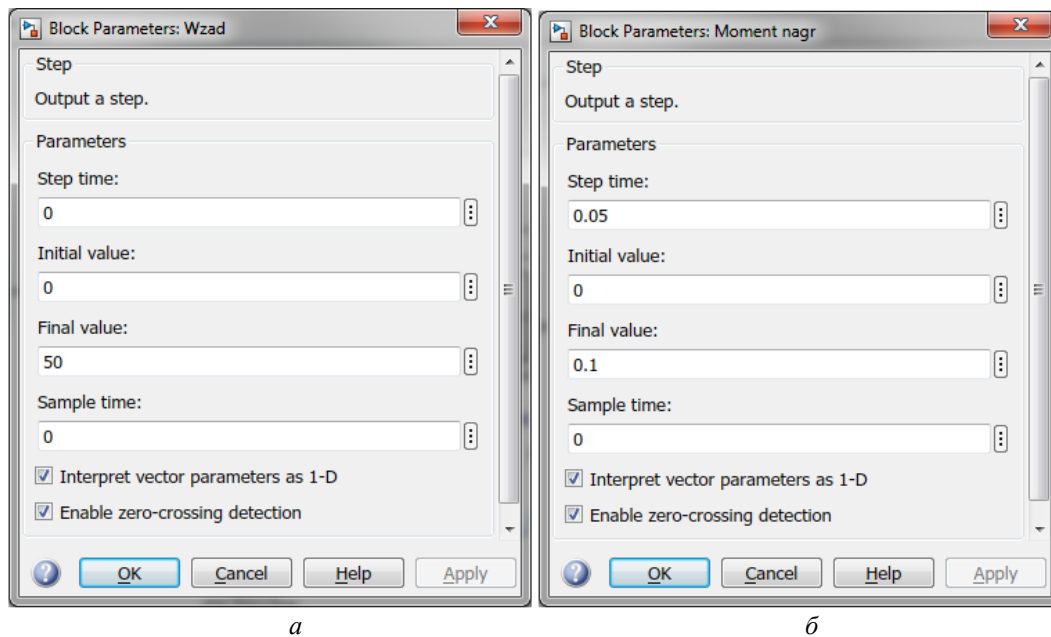 Block Parameters: Wzad
Step
Output a step.
Parameters
Step time:
0
Initial value:
0
Final value:
50
Sample time:
0
Interpret vector parameters as 1-D
Enable zero-crossing detection
OK Cancel Help Apply
а
Block Parameters: Moment nagr
Step
Output a step.
Parameters
Step time:
0.05
Initial value:
0
Final value:
0.1
Sample time:
0
Interpret vector parameters as 1-D
Enable zero-crossing detection
OK Cancel Help Apply
б